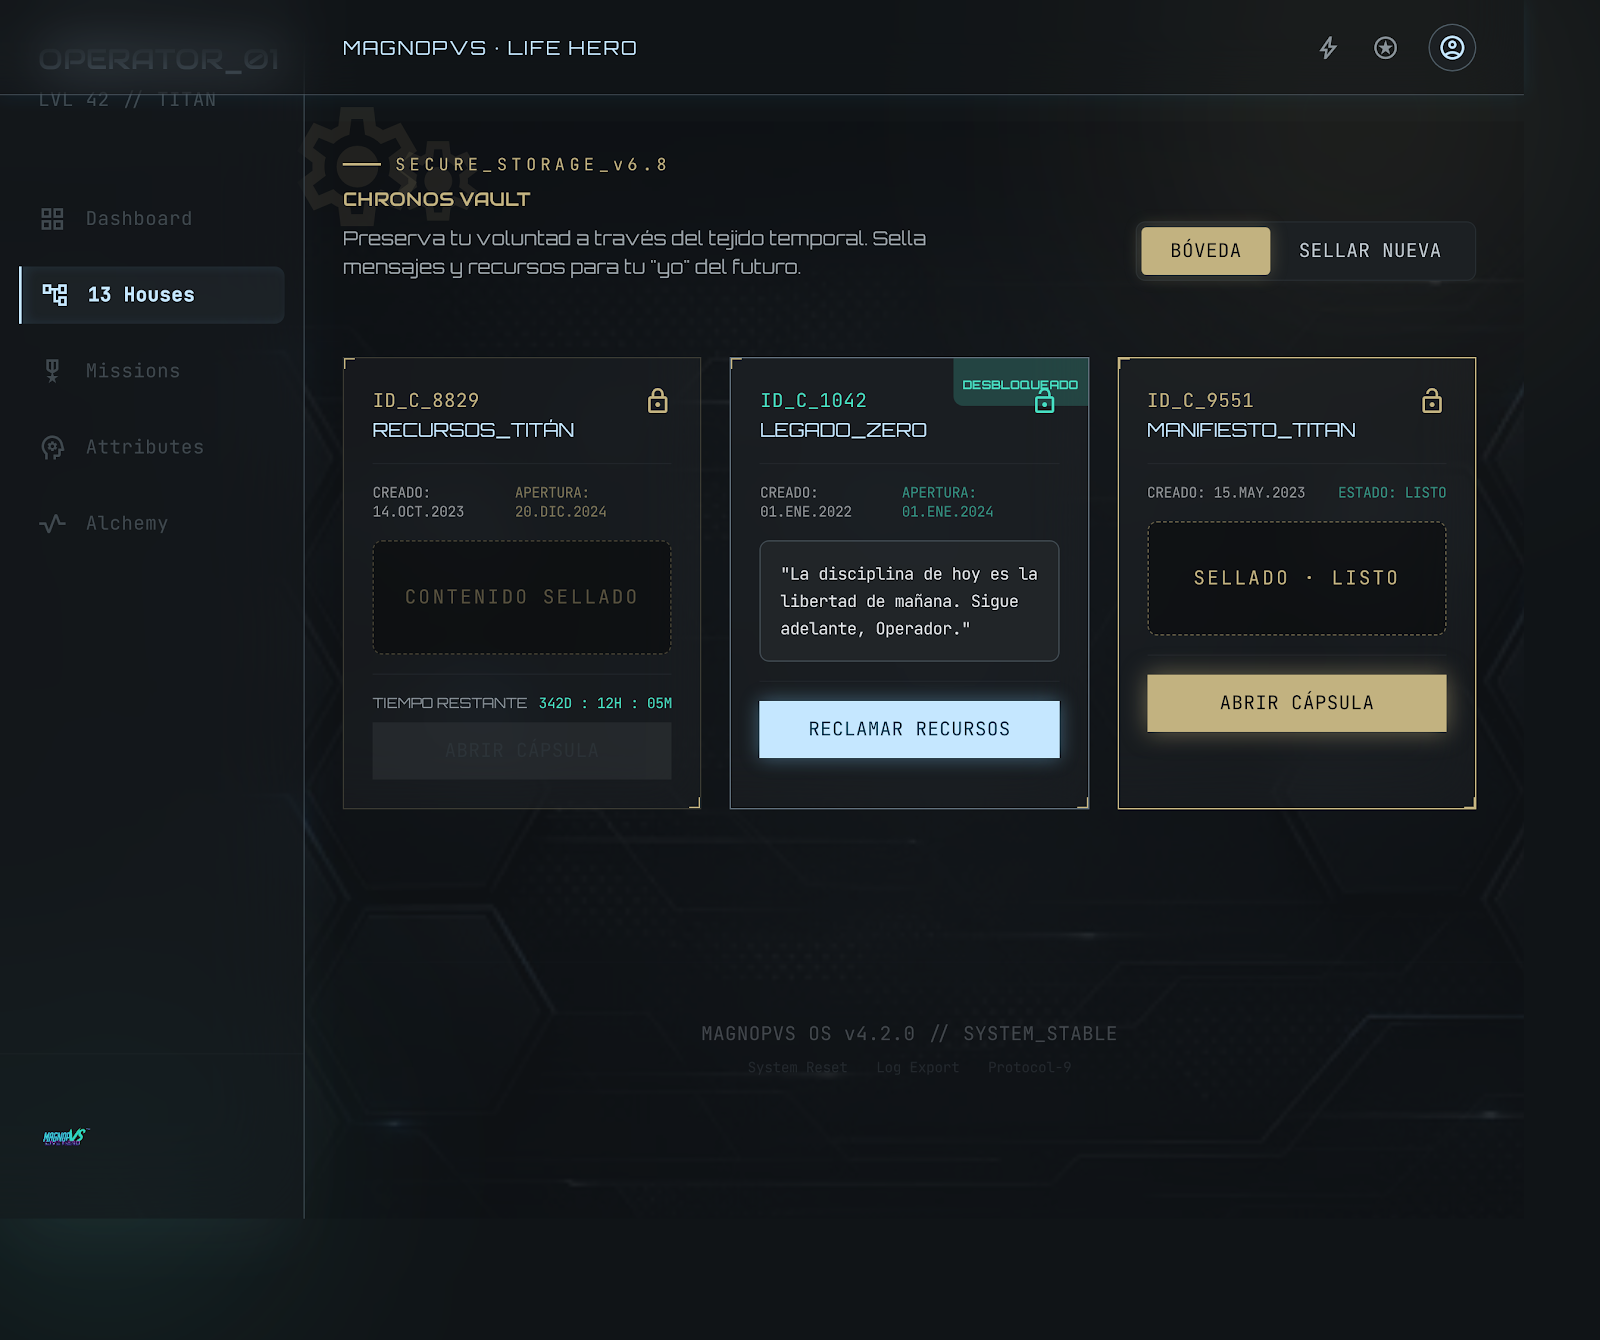 OPERATOR_01
LVL 42 // TITAN
MAGNOPVS · LIFE HERO
Dashboard
13 Houses
Missions
Attributes
Alchemy
MAGNOPVS
SECURE_STORAGE_v6.8
CHRONOS VAULT
Preserva tu voluntad a través del tejido temporal. Sella
mensajes y recursos para tu "yo" del futuro.
BÓVEDA
SELLAR NUEVA
ID_C_8829
RECURSOS_TITÁN
CREADO:
14.OCT.2023
APERTURA:
20.DIC.2024
CONTENIDO SELLADO
TIEMPO RESTANTE 342D : 12H : 05M
ABRIR CÁPSULA
DESBLOQUEADO
ID_C_1042
LEGADO_ZERO
CREADO:
01.ENE.2022
APERTURA:
01.ENE.2024
"La disciplina de hoy es la
libertad de mañana. Sigue
adelante, Operador."
RECLAMAR RECURSOS
ID_C_9551
MANIFIESTO_TITAN
CREADO: 15.MAY.2023
ESTADO: LISTO
SELLADO · LISTO
ABRIR CÁPSULA
MAGNOPVS OS v4.2.0 // SYSTEM_STABLE
System Reset Log Export Protocol-9